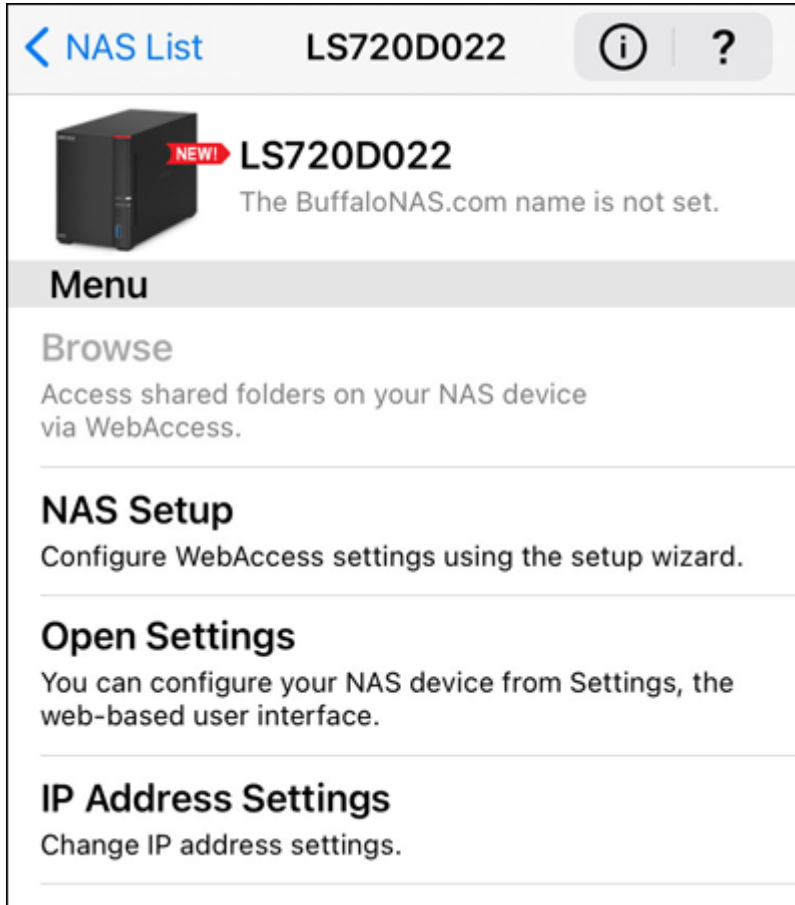 NAS List
LS720D022
?
NEW!
LS720D022
The BuffaloNAS.com name is not set.
Menu
Browse
Access shared folders on your NAS device
via WebAccess.
NAS Setup
Configure WebAccess settings using the setup wizard.
Open Settings
You can configure your NAS device from Settings, the
web-based user interface.
IP Address Settings
Change IP address settings.